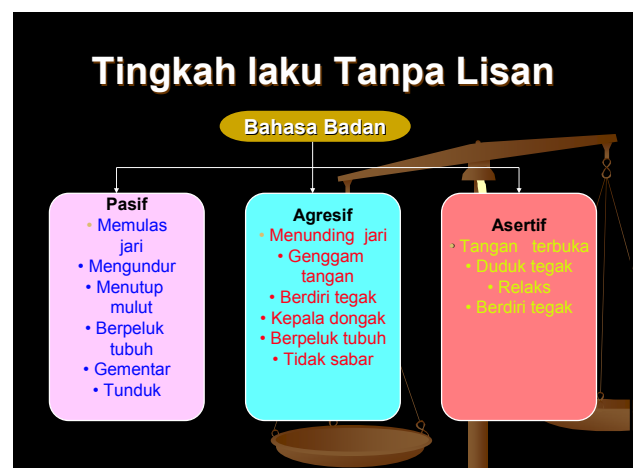 Tingkah laku Tanpa Lisan
Bahasa Badan
Pasif
• Memulas
jari
• Mengundur
• Menutup
mulut
• Berpeluk
tubuh
• Gementar
• Tunduk
Agresif
• Menunding jari
• Genggam
tangan
• Berdiri tegak
• Kepala dongak
• Berpeluk tubuh
• Tidak sabar
Asertif
• Tangan terbuka
• Duduk tegak
• Relaks
• Berdiri tegak